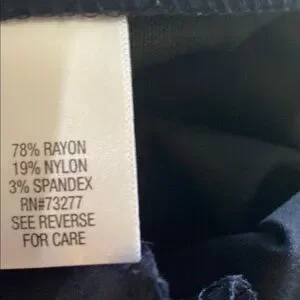 78% RAYON
19% NYLON
3% SPANDEX
RN#73277
SEE REVERSE
FOR CARE